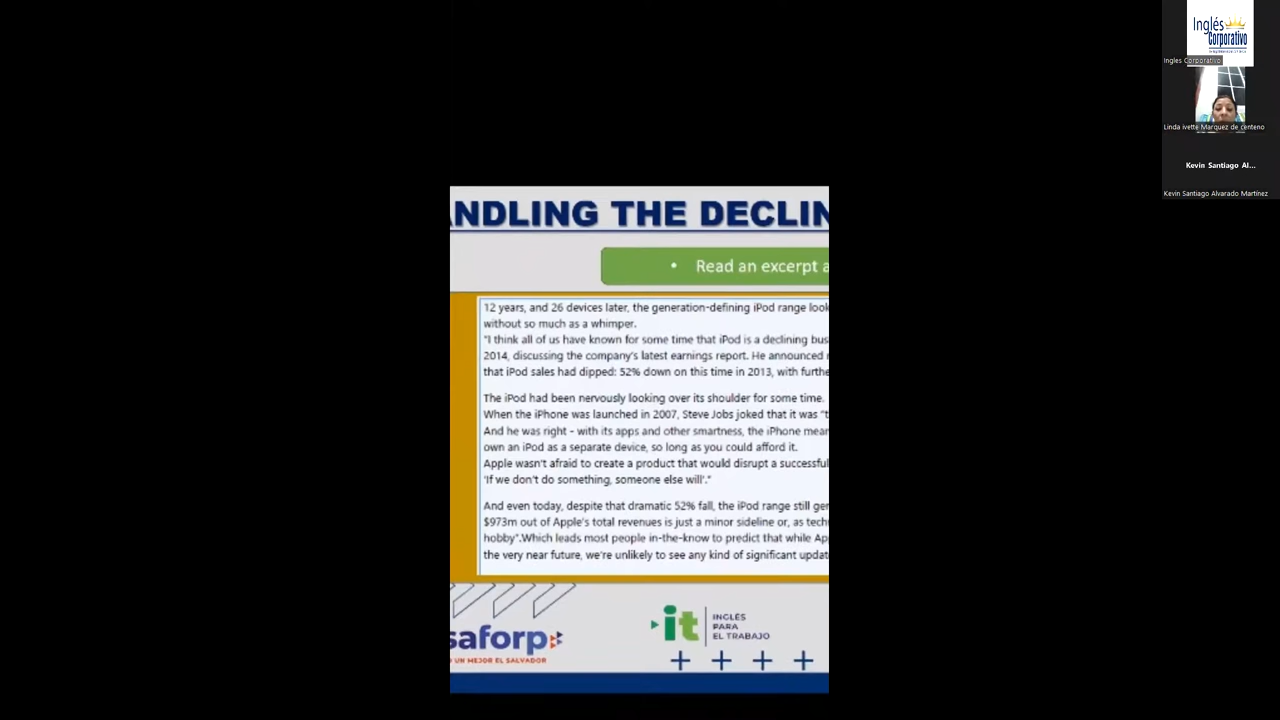 Inglés
Corporativo
Ingles Corporativo
Linda ivette Marquez de centeno
Kevin Santiago Al...
Kevin Santiago Alvarado Martínez
NDLING THE DECLIN
• Read an excerpt a
12 years, and 26 devices later, the generation-defining iPod range look
without so much as a whimper.
"I think all of us have known for some time that iPod is a declining bus
2014, discussing the company's latest earnings report. He announced
that iPod sales had dipped: 52% down on this time in 2013, with furthe
The iPod had been nervously looking over its shoulder for some time.
When the iPhone was launched in 2007, Steve Jobs joked that it was "t
And he was right - with its apps and other smartness, the iPhone mean
own an iPod as a separate device, so long as you could afford it.
Apple wasn't afraid to create a product that would disrupt a successful
'If we don't do something, someone else will'."
And even today, despite that dramatic 52% fall, the iPod range still gen
$973m out of Apple's total revenues is just a minor sideline or, as tech
hobby".Which leads most people in-the-know to predict that while App
the very near future, we're unlikely to see any kind of significant updat
saforp
UN MEJOR EL SALVADOR
it
INGLÉS
PARA
EL TRABAJO